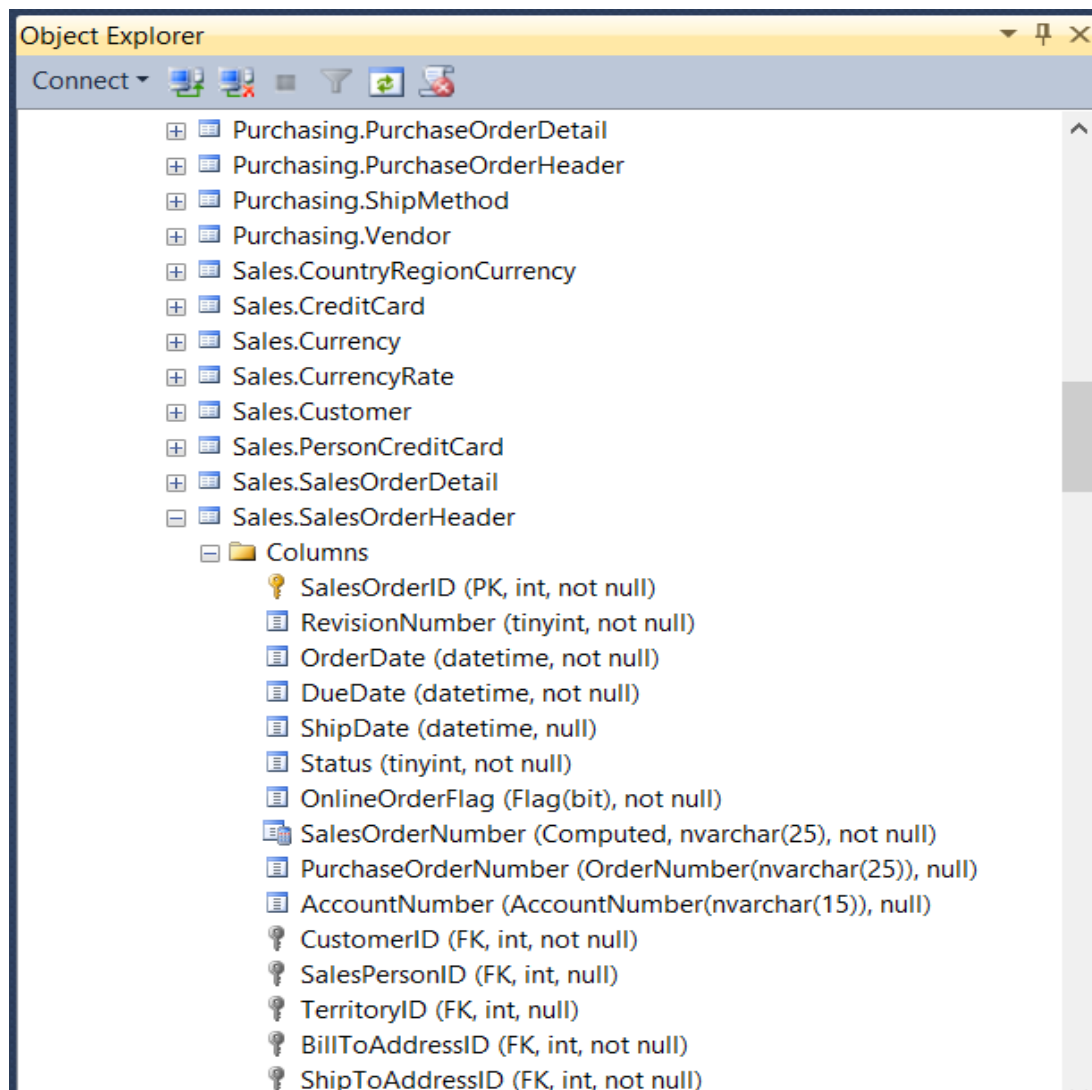 Object Explorer
Connect
Purchasing.PurchaseOrderDetail
Purchasing.PurchaseOrderHeader
Purchasing.ShipMethod
Purchasing.Vendor
Sales.CountryRegionCurrency
Sales.CreditCard
Sales.Currency
Sales.CurrencyRate
Sales.Customer
Sales.PersonCreditCard
Sales.SalesOrderDetail
Sales.SalesOrderHeader
Columns
SalesOrderID (PK, int, not null)
RevisionNumber (tinyint, not null)
OrderDate (datetime, not null)
DueDate (datetime, not null)
ShipDate (datetime, null)
Status (tinyint, not null)
OnlineOrderFlag (Flag(bit), not null)
SalesOrderNumber (Computed, nvarchar(25), not null)
PurchaseOrderNumber (OrderNumber(nvarchar(25)), null)
AccountNumber (AccountNumber(nvarchar(15)), null)
CustomerID (FK, int, not null)
SalesPersonID (FK, int, null)
TerritoryID (FK, int, null)
BillToAddressID (FK, int, not null)
ShipToAddressID (FK, int, not null)